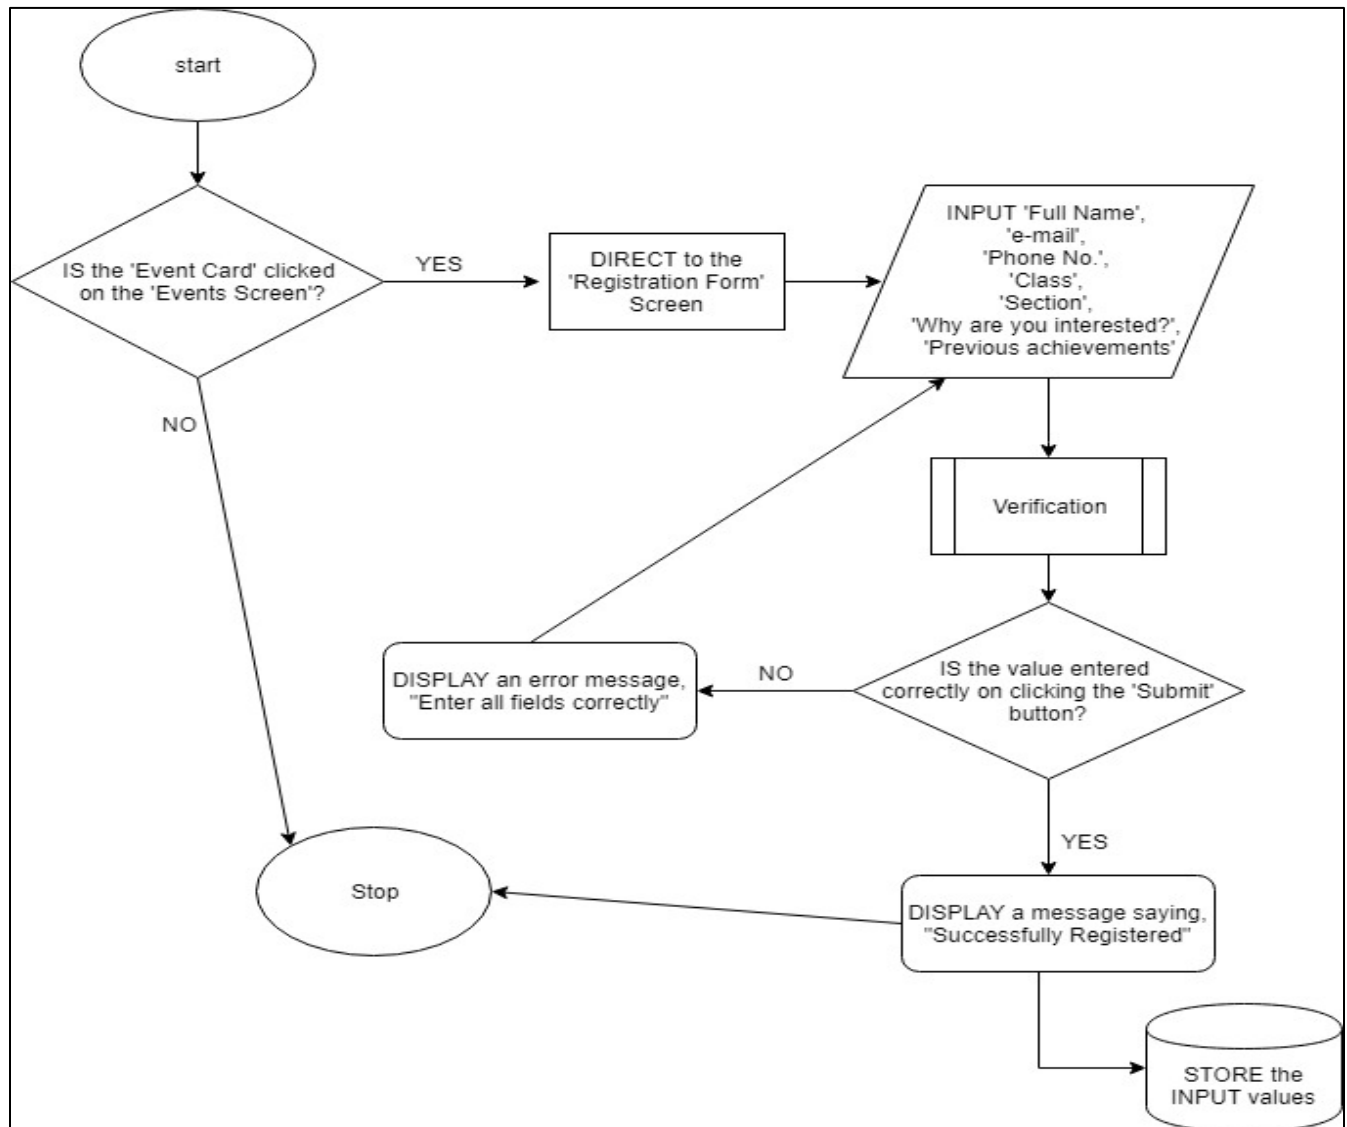 start
IS the 'Event Card' clicked
on the 'Events Screen'?
YES
NO
DIRECT to the
'Registration Form'
Screen
INPUT 'Full Name',
'e-mail',
'Phone No.',
'Class',
'Section',
'Why are you interested?',
'Previous achievements'
Verification
IS the value entered
correctly on clicking the 'Submit'
button?
NO
DISPLAY an error message,
"Enter all fields correctly"
YES
DISPLAY a message saying,
"Successfully Registered"
Stop
STORE the
INPUT values